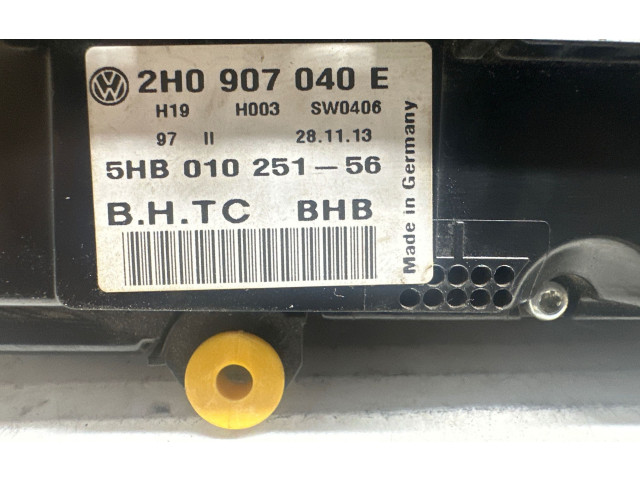 2H0 907 040 E
H19 H003 SW0406
97 II 28.11.13
5HB 010 251-56
B.H.TC BHB
Made in Germany